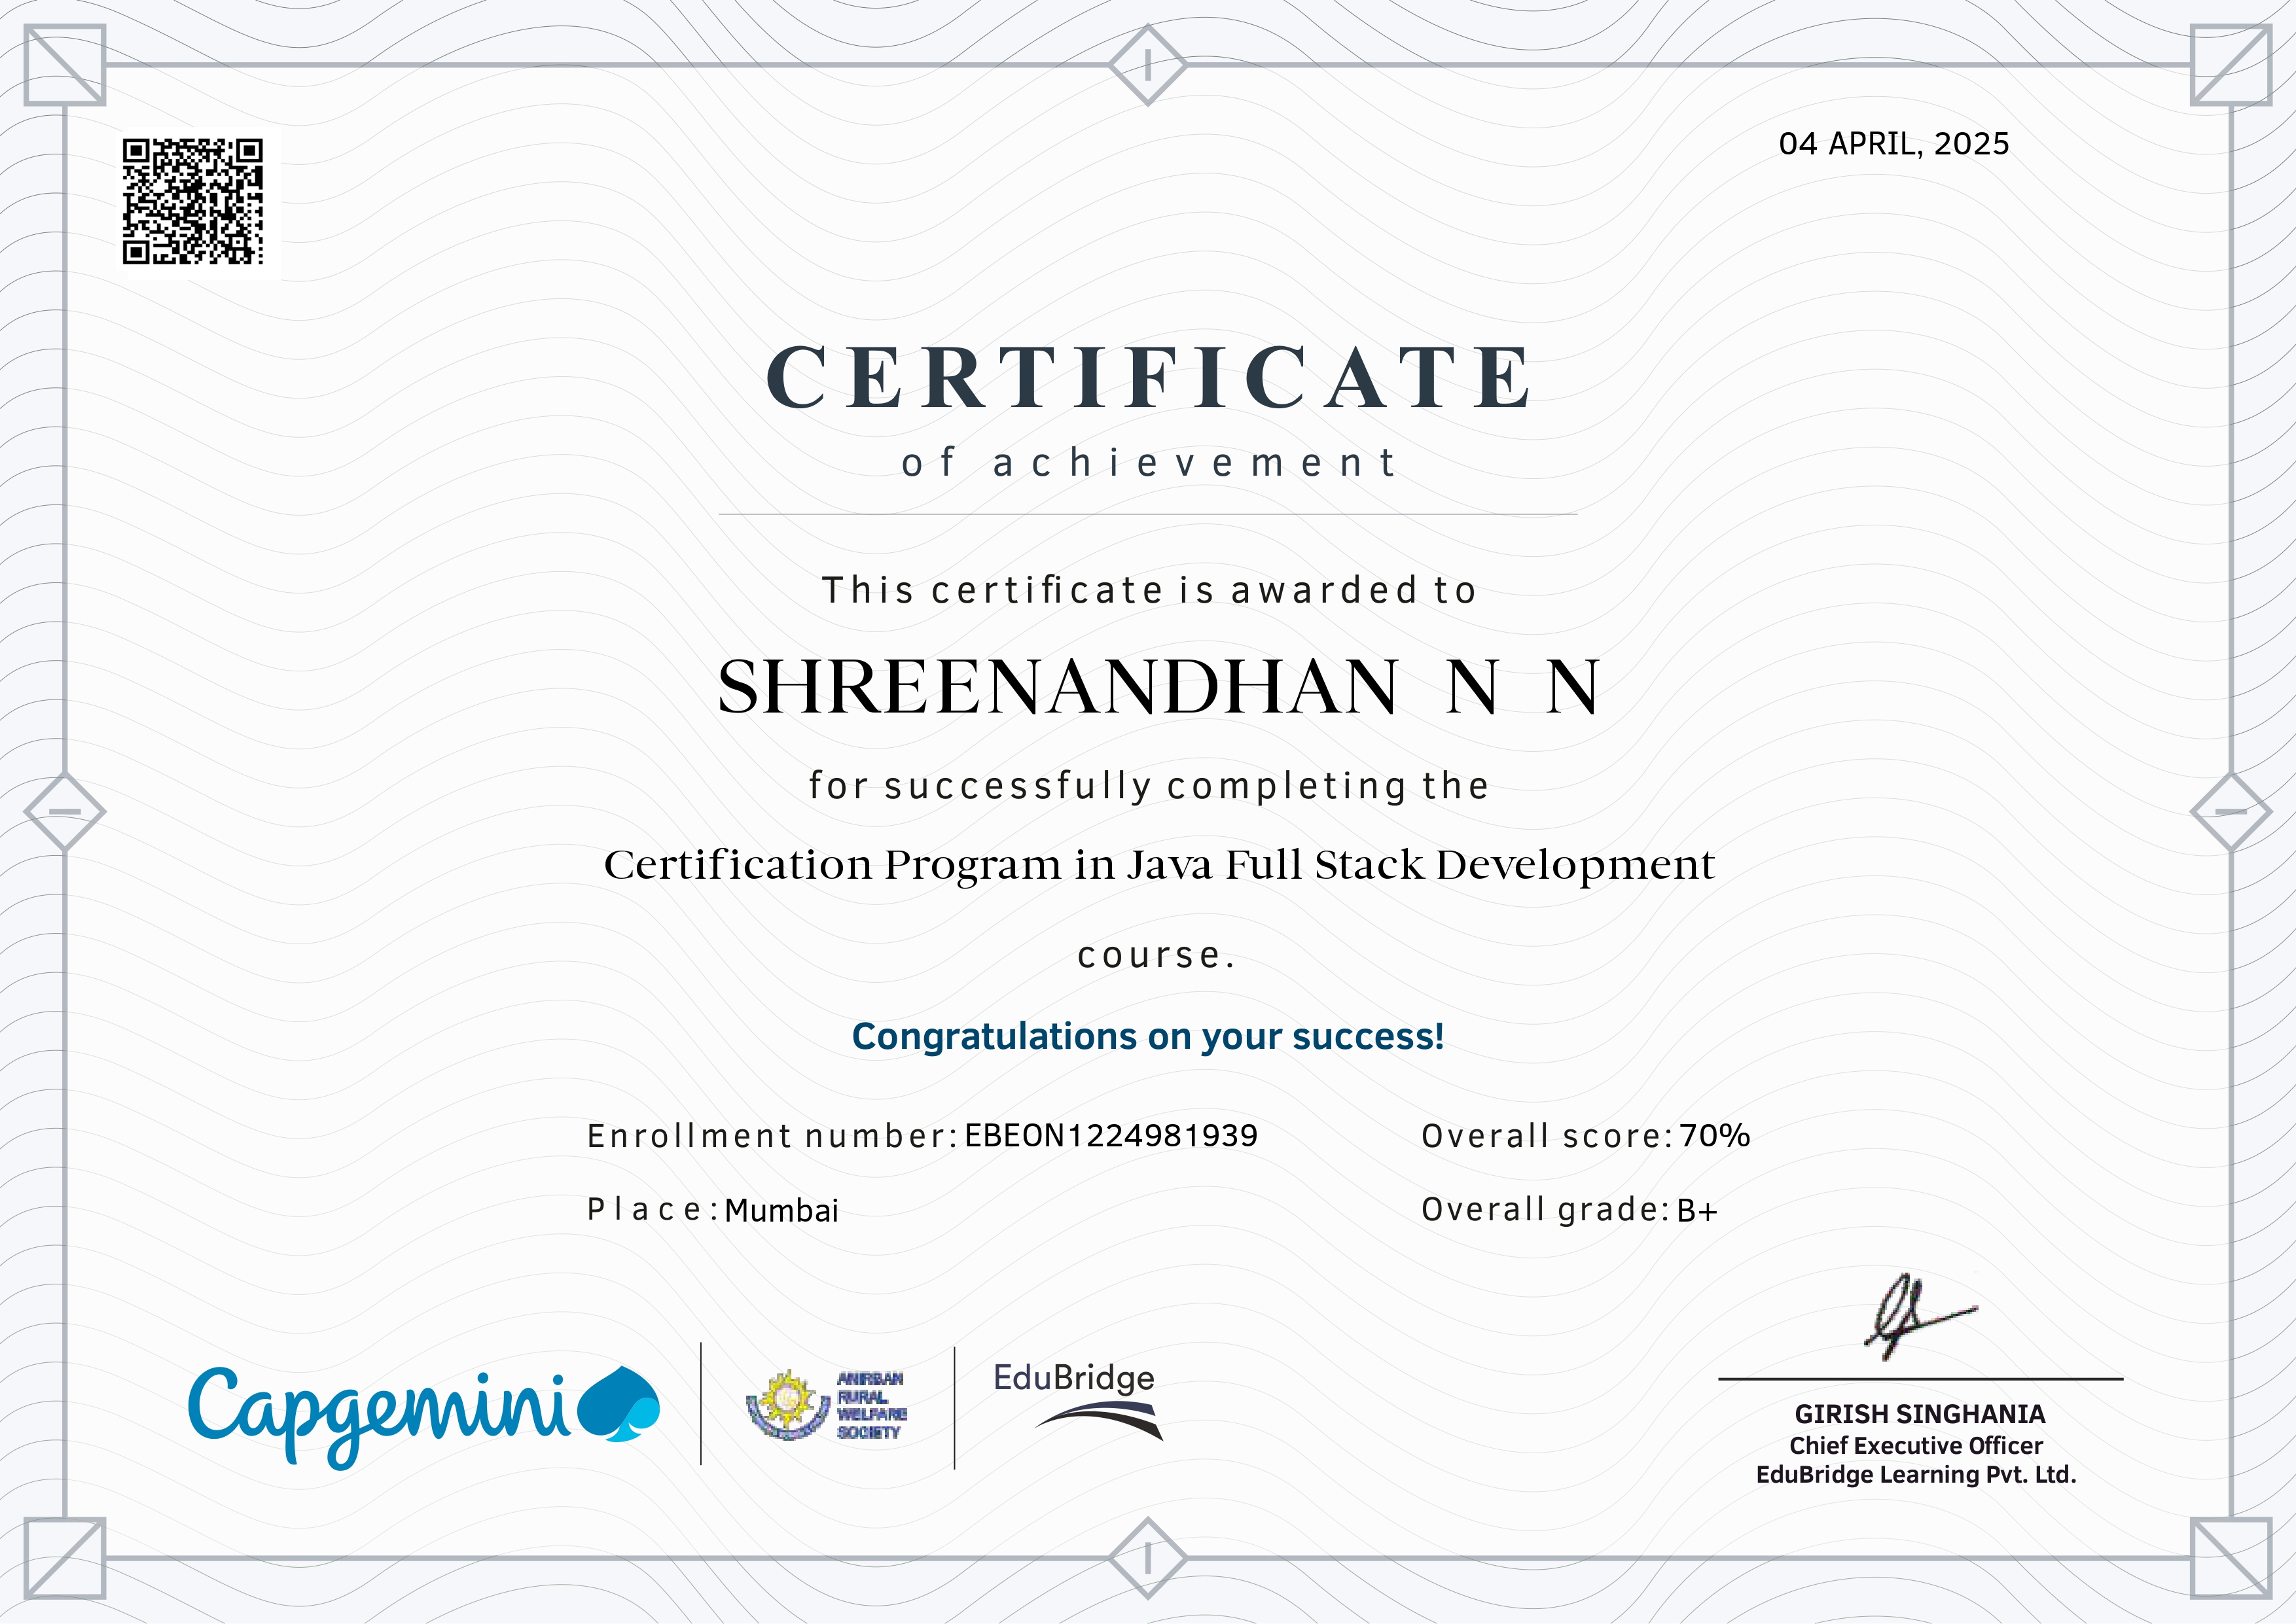 04 APRIL, 2025
CERTIFICATE
of achievement
This certificate is awarded to
SHREENANDHAN N N
for successfully completing the
Certification Program in Java Full Stack Development
course.
Congratulations on your success!
Enrollment number: EBEON1224981939 Overall score: 70%
Place: Mumbai Overall grade: B+
Capgemini
ANIRBAN
RURAL
WELFARE
SOCIETY
EduBridge
GIRISH SINGHANIA
Chief Executive Officer
EduBridge Learning Pvt. Ltd.